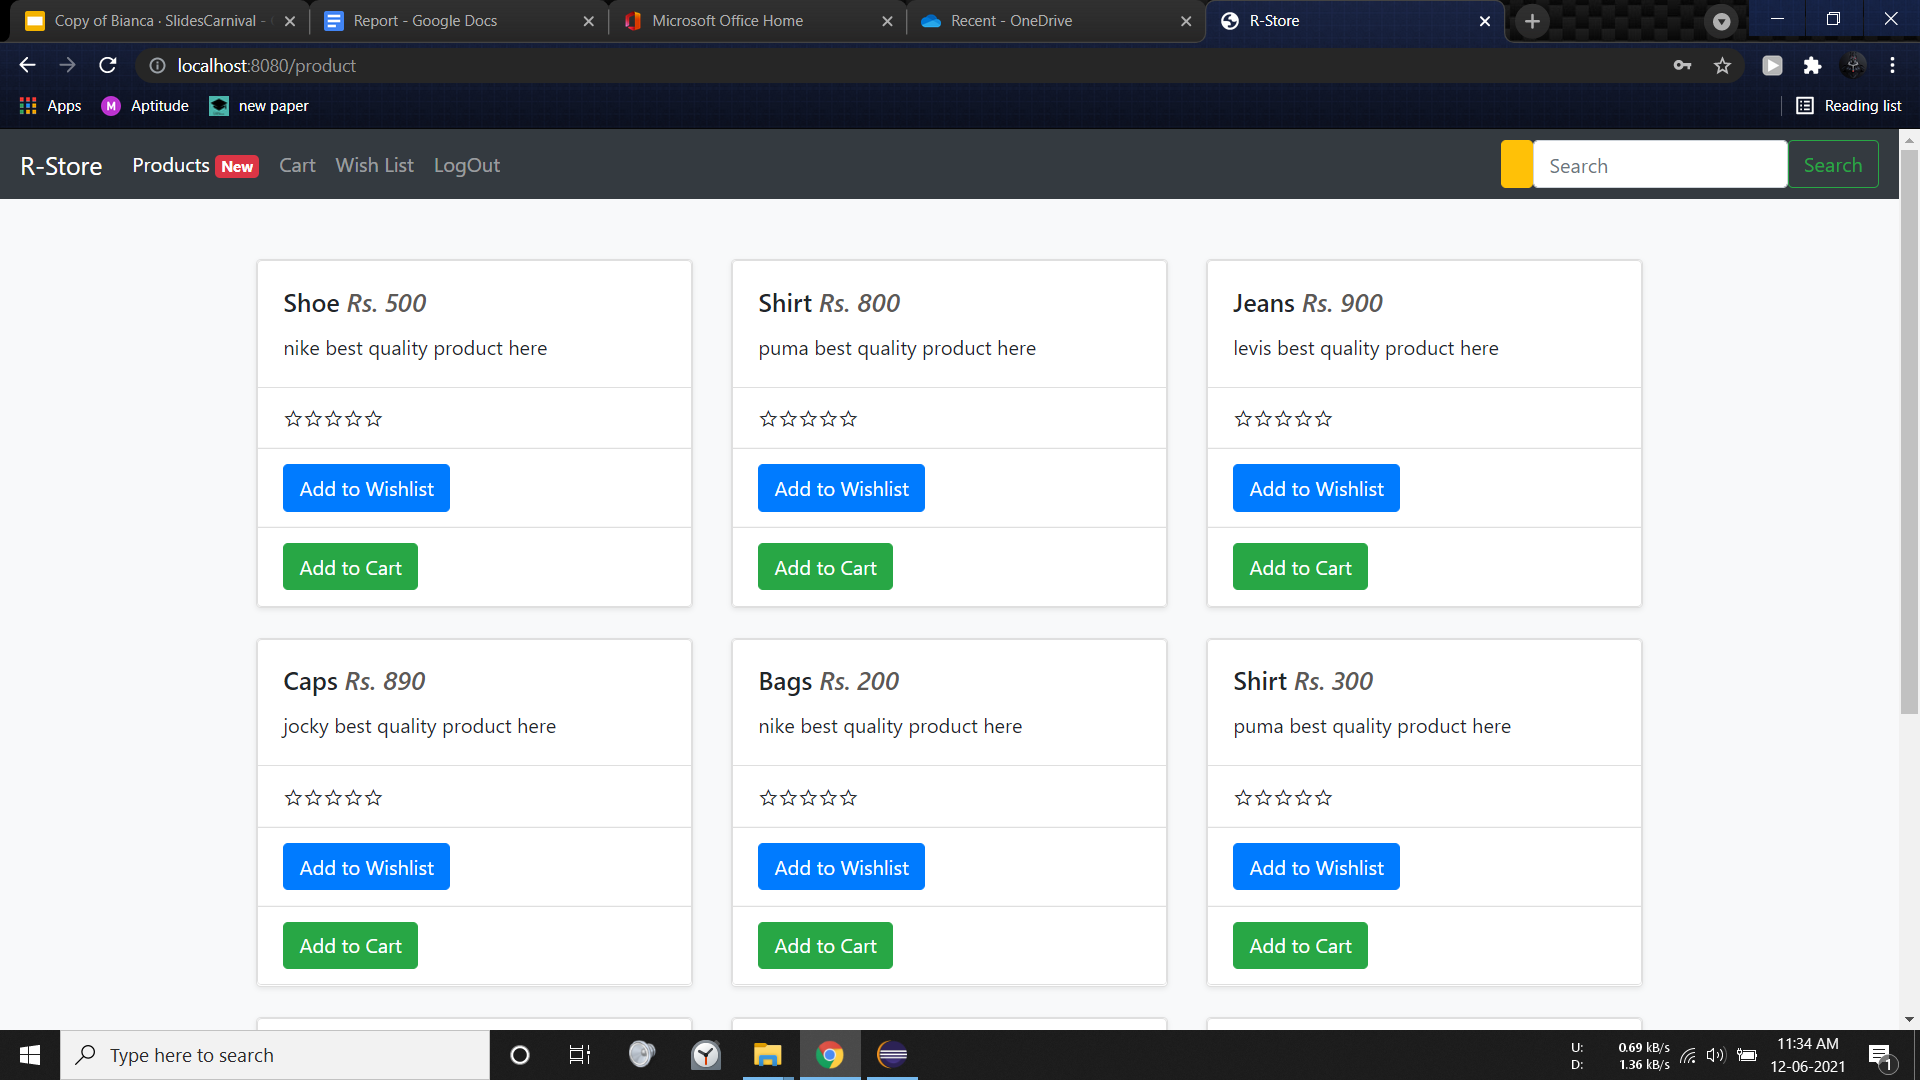 Copy of Bianca · SlidesCarnival -
Report - Google Docs
Microsoft Office Home
Recent - OneDrive
R-Store
localhost:8080/product
Apps
M Aptitude
new paper
Reading list
R-Store
Products New
Cart
Wish List
LogOut
Search
Search
Shoe Rs. 500
nike best quality product here
☆☆☆☆☆
Add to Wishlist
Add to Cart
Shirt Rs. 800
puma best quality product here
☆☆☆☆☆
Add to Wishlist
Add to Cart
Jeans Rs. 900
levis best quality product here
☆☆☆☆☆
Add to Wishlist
Add to Cart
Caps Rs. 890
jocky best quality product here
☆☆☆☆☆
Add to Wishlist
Add to Cart
Bags Rs. 200
nike best quality product here
☆☆☆☆☆
Add to Wishlist
Add to Cart
Shirt Rs. 300
puma best quality product here
☆☆☆☆☆
Add to Wishlist
Add to Cart
Type here to search
U: 0.69 kB/s
D: 1.36 kB/s
11:34 AM
12-06-2021
1